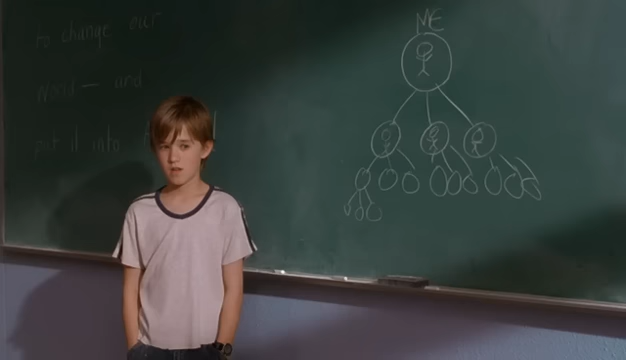 to change our
world — and
put it into
ME